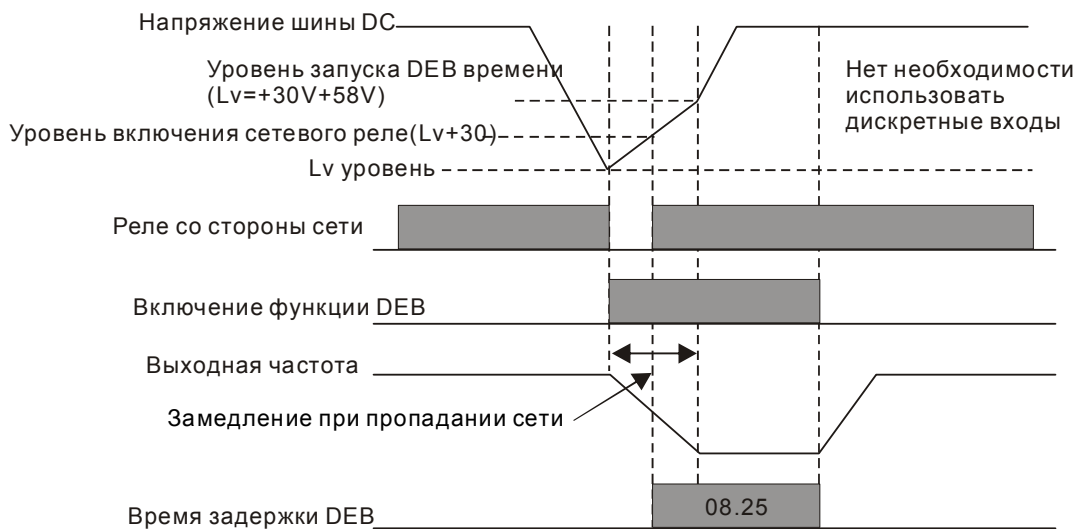 Напряжение шины DC
Уровень запуска DEB времени
(Lv=+30V+58V)
Нет необходимости
использовать
дискретные входы
Уровень включения сетевого реле(Lv+30)
Lv уровень
Реле со стороны сети
Включение функции DEB
Выходная частота
Замедление при пропадании сети
08.25
Время задержки DEB